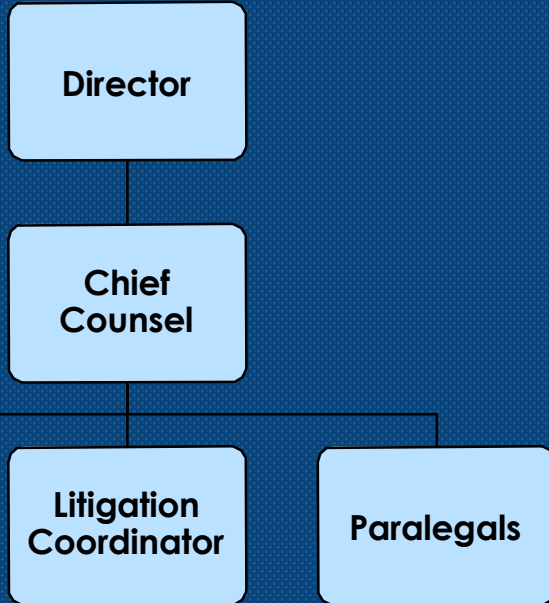 Director
Chief
Counsel
Litigation
Coordinator
Paralegals